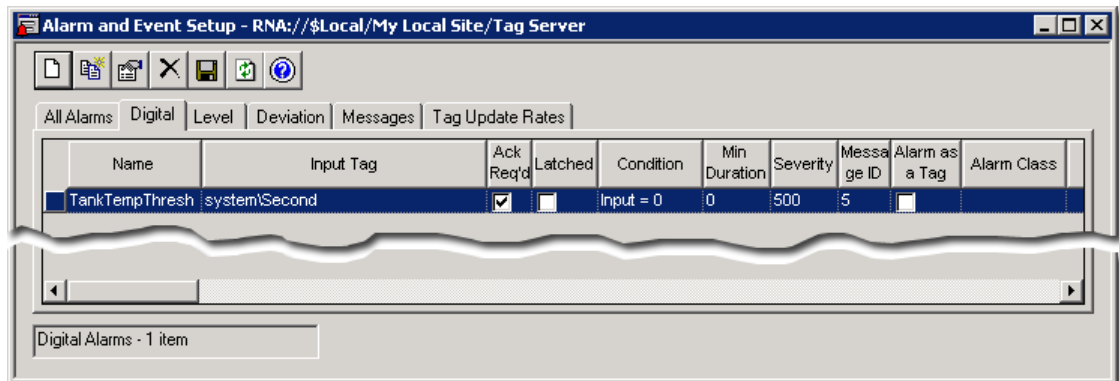 Alarm and Event Setup - RNA://$Local/My Local Site/Tag Server
All Alarms Digital Level Deviation Messages Tag Update Rates
Name Input Tag Ack Req'd Latched Condition Min Duration Severity Messa ge ID Alarm as a Tag Alarm Class
TankTempThresh system\Second Input = 0 0 500 5
Digital Alarms - 1 item